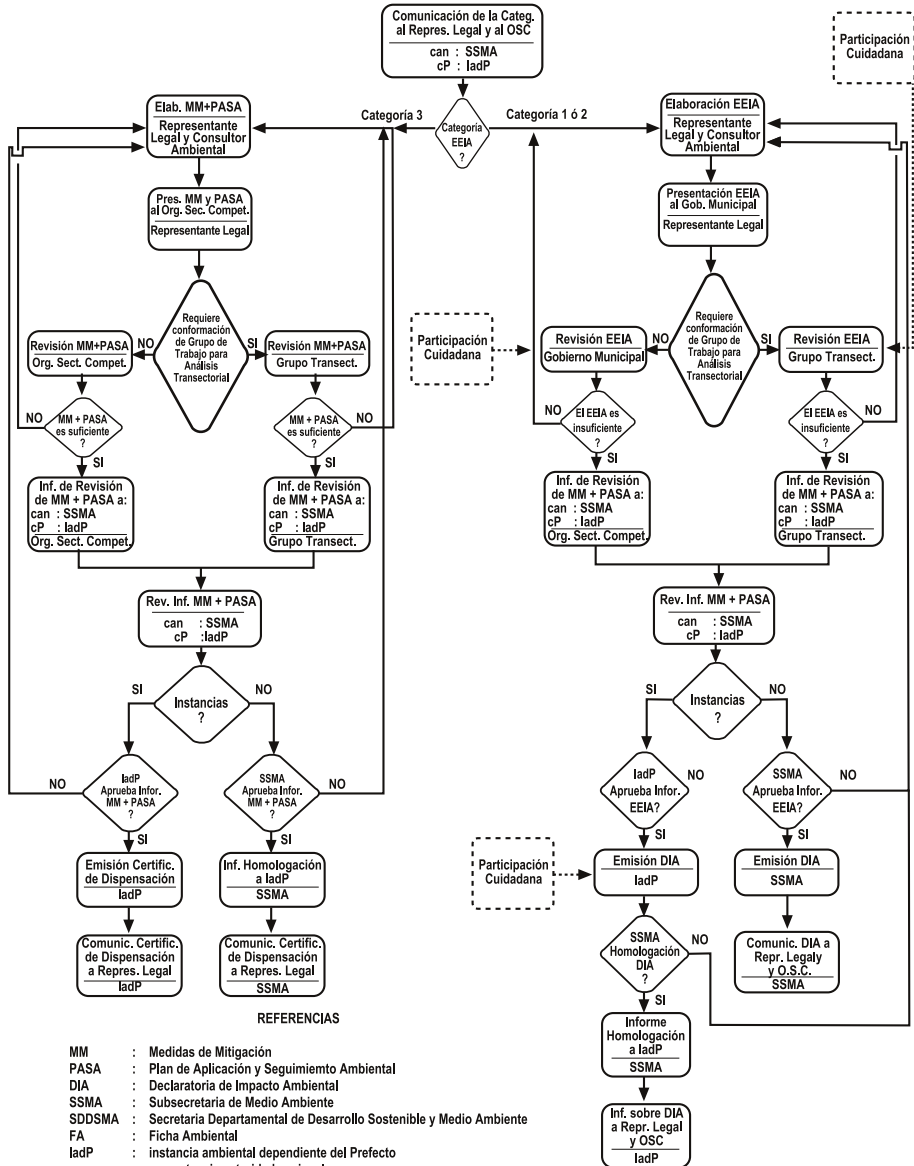 Comunicación de la Categ.
al Repres. Legal y al OSC
can : SSMA
cP : IadP
Participación
Cuidadana
Categoría 3
Categoría
EEIA
?
Categoría 1 ó 2
Elab. MM+PASA
Representante
Legal y Consultor
Ambiental
Pres. MM y PASA
al Org. Sec. Compet.
Representante Legal
Requiere
conformación
de Grupo de
Trabajo para
Análisis
Transectorial
NO
SI
Revisión MM+PASA
Org. Sect. Compet.
Revisión MM+PASA
Grupo Transect.
NO
MM + PASA
es suficiente
?
SI
MM + PASA
es suficiente
?
NO
SI
Inf. de Revisión
de MM + PASA a:
can : SSMA
cP : IadP
Org. Sect. Compet.
Inf. de Revisión
de MM + PASA a:
can : SSMA
cP : IadP
Grupo Transect.
Rev. Inf. MM + PASA
can : SSMA
cP :IadP
SI
Instancias
?
NO
NO
IadP
Aprueba Infor.
MM + PASA
?
SI
SSMA
Aprueba Infor.
MM + PASA
?
NO
SI
Emisión Certific.
de Dispensación
IadP
Inf. Homologación
a IadP
SSMA
Comunic. Certific.
de Dispensación
a Repres. Legal
IadP
Comunic. Certific.
de Dispensación
a Repres. Legal
SSMA
Elaboración EEIA
Representante
Legal y Consultor
Ambiental
Presentación EEIA
al Gob. Municipal
Representante Legal
Requiere
conformación
de Grupo de
Trabajo para
Análisis
Transectorial
NO
SI
Participación
Cuidadana
Revisión EEIA
Gobierno Municipal
Revisión EEIA
Grupo Transect.
NO
El EEIA es
insuficiente
?
SI
NO
El EEIA es
insuficiente
?
SI
Inf. de Revisión
de MM + PASA a:
can : SSMA
cP : IadP
Org. Sect. Compet.
Inf. de Revisión
de MM + PASA a:
can : SSMA
cP : IadP
Grupo Transect.
Rev. Inf. MM + PASA
can : SSMA
cP : IadP
SI
Instancias
?
NO
IadP
Aprueba Infor.
EEIA?
NO
SI
SSMA
Aprueba Infor.
EEIA?
NO
SI
Participación
Cuidadana
Emisión DIA
IadP
Emisión DIA
SSMA
SSMA
Homologación
DIA
?
NO
SI
Comunic. DIA a
Repr. Legaly
y O.S.C.
SSMA
Informe
Homologación
a IadP
SSMA
Inf. sobre DIA
a Repr. Legal
y OSC
IadP
REFERENCIAS
MM : Medidas de Mitigación
PASA : Plan de Aplicación y Seguimiento Ambiental
DIA : Declaratoria de Impacto Ambiental
SSMA : Subsecretaria de Medio Ambiente
SDDSMA : Secretaria Departamental de Desarrollo Sostenible y Medio Ambiente
FA : Ficha Ambiental
IadP : instancia ambiental dependiente del Prefecto